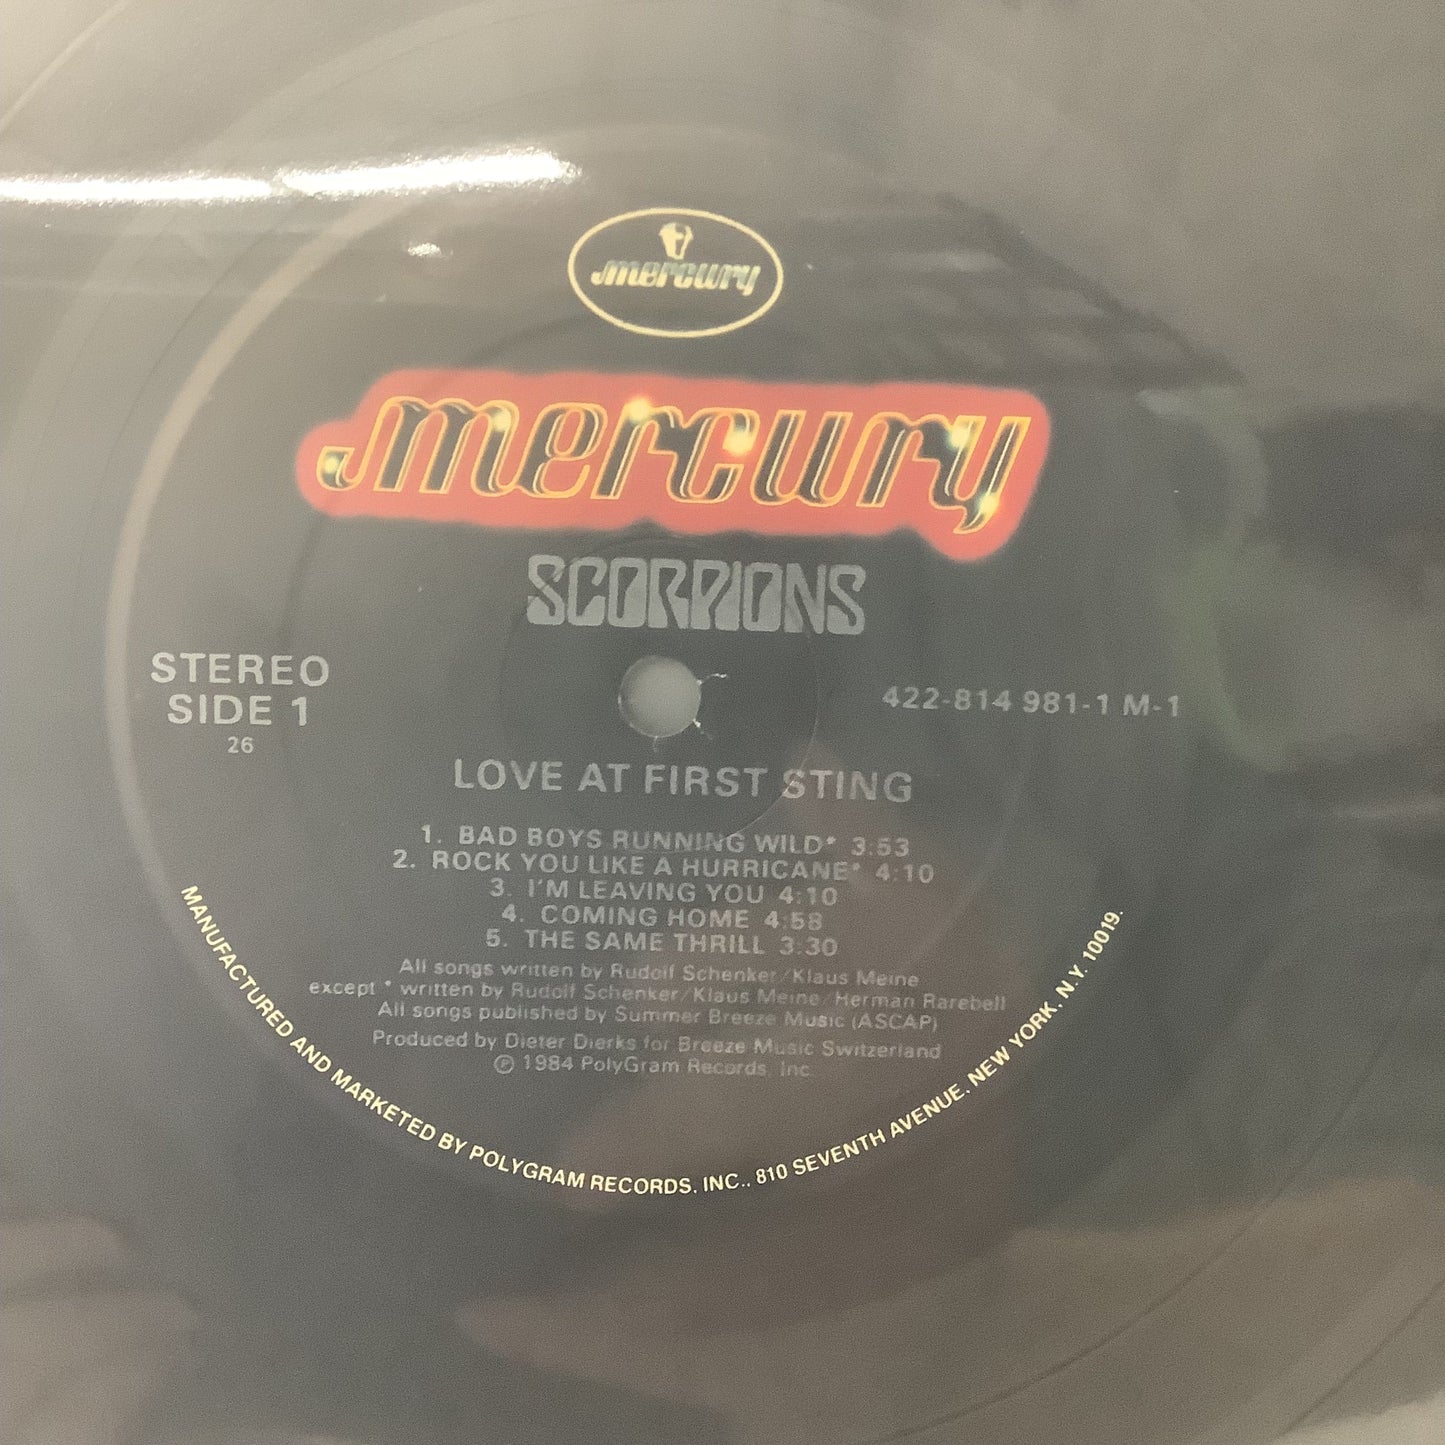 mercury
mercury
SCORPIONS
STEREO
SIDE 1
26
422-814 981-1 M-1
LOVE AT FIRST STING
1. BAD BOYS RUNNING WILD* 3:53
2. ROCK YOU LIKE A HURRICANE* 4:10
3. I'M LEAVING YOU 4:10
4. COMING HOME 4:58
5. THE SAME THRILL 3:30
All songs written by Rudolf Schenker/Klaus Meine
except * written by Rudolf Schenker/Klaus Meine/Herman Rarebell
All songs published by Summer Breeze Music (ASCAP)
Produced by Dieter Dierks for Breeze Music Switzerland
℗ 1984 PolyGram Records, Inc.
MANUFACTURED AND MARKETED BY POLYGRAM RECORDS, INC., 810 SEVENTH AVENUE, NEW YORK, N.Y. 10019.